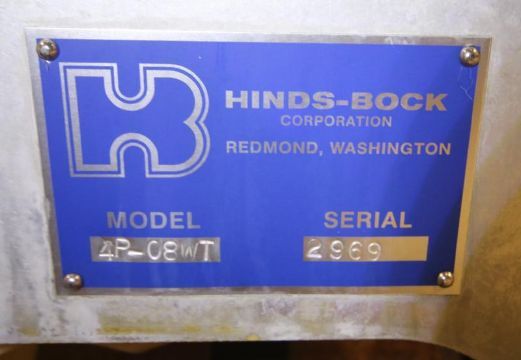 HINDS-BOCK
CORPORATION
REDMOND, WASHINGTON
MODEL SERIAL
4P-08WT 2969